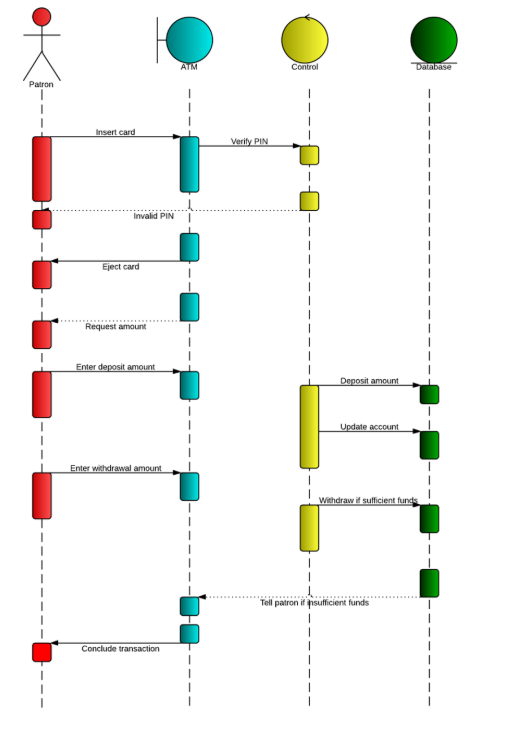 Patron
ATM
Control
Database
Insert card
Verify PIN
Invalid PIN
Eject card
Request amount
Enter deposit amount
Deposit amount
Update account
Enter withdrawal amount
Withdraw if sufficient funds
Tell patron if insufficient funds
Conclude transaction